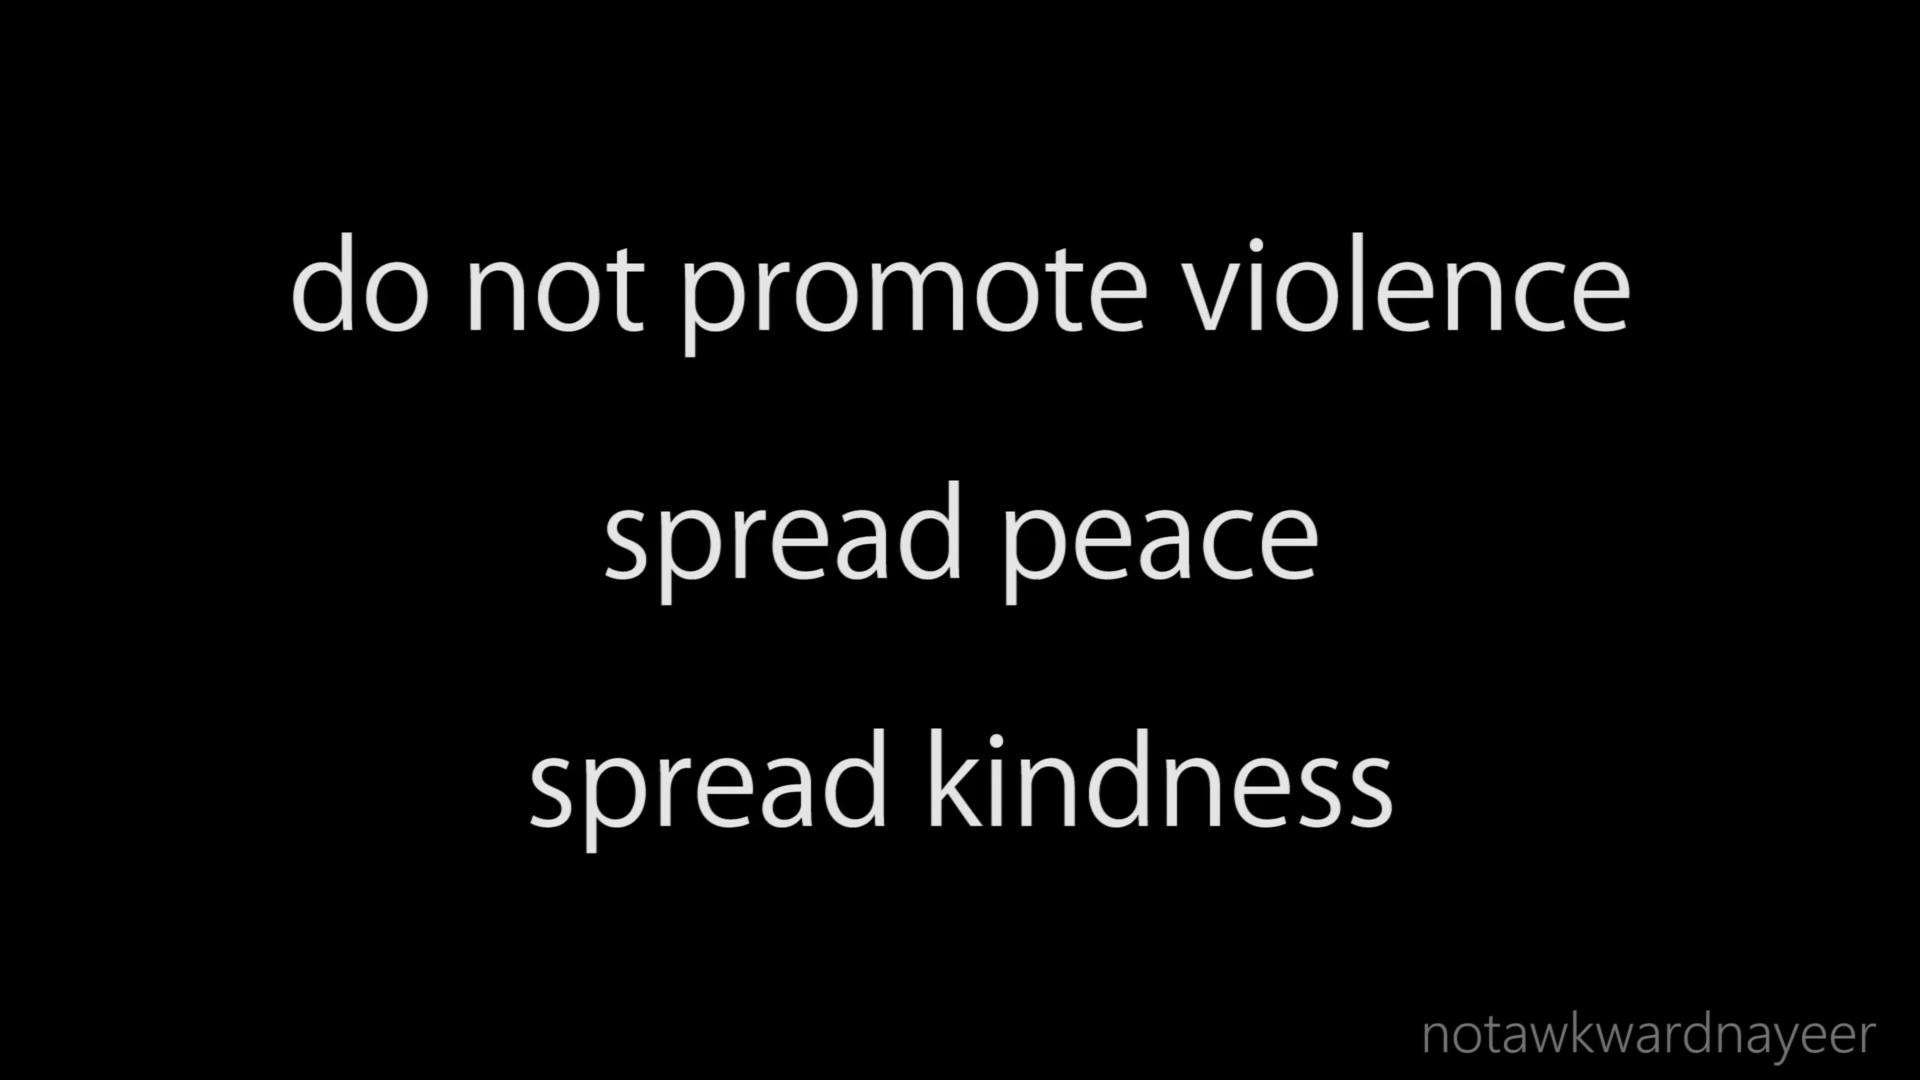 do not promote violence
spread peace
spread kindness
notawkwardnayeer